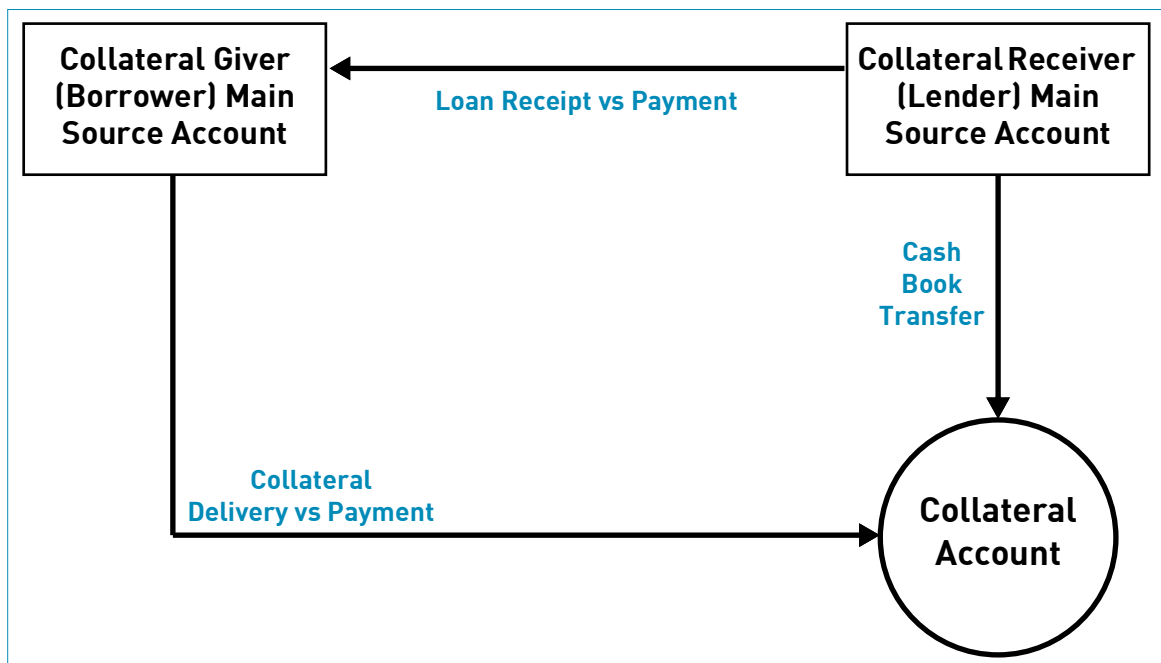 Collateral Giver
(Borrower) Main
Source Account
Loan Receipt vs Payment
Collateral Receiver
(Lender) Main
Source Account
Cash
Book
Transfer
Collateral
Delivery vs Payment
Collateral
Account